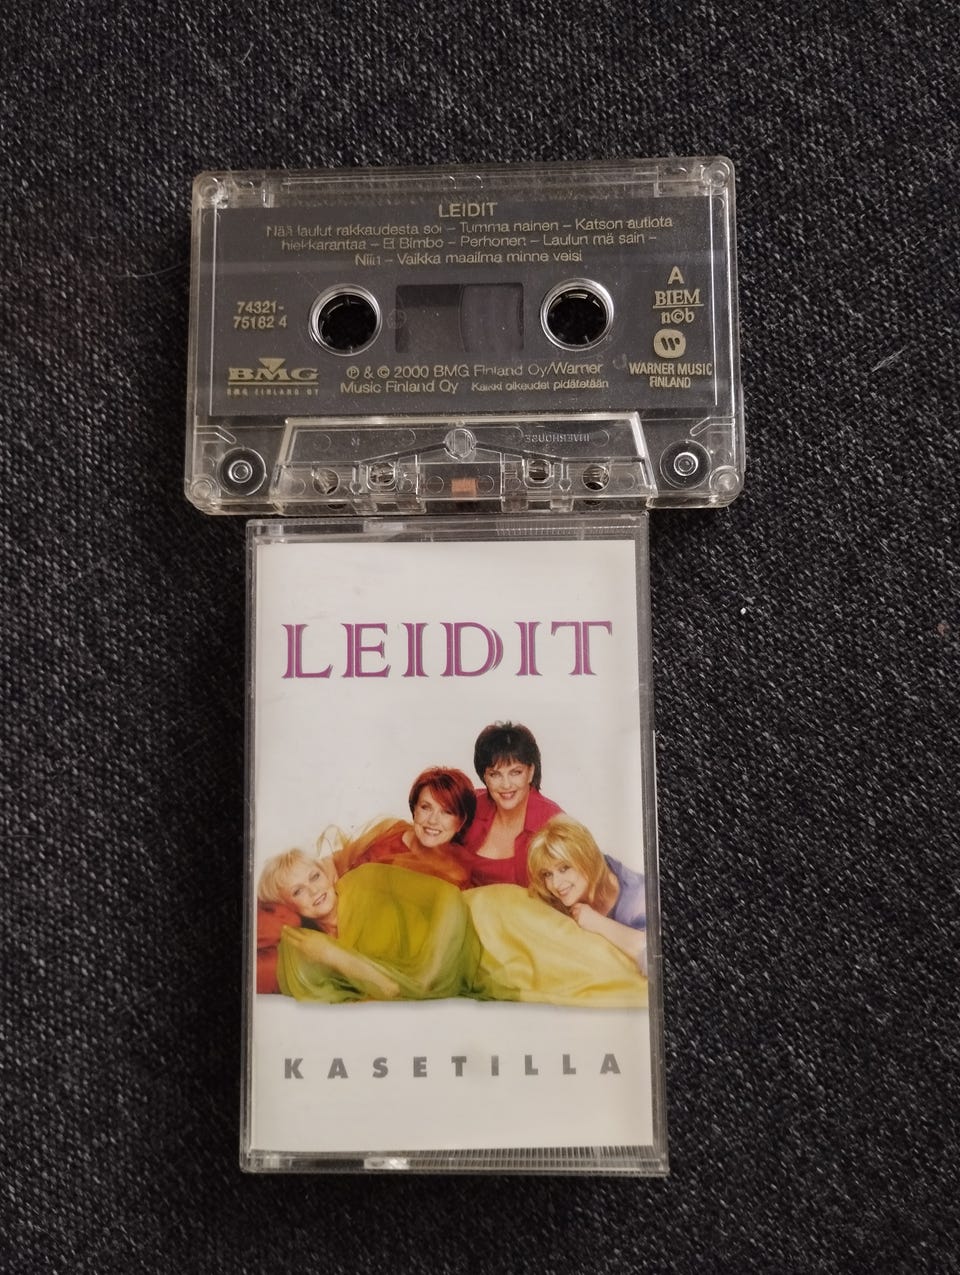 LEIDIT
Nää laulut rakkaudesta soi – Tumma nainen – Katson autiota
hiekkarantaa – El Bimbo – Perhonen – Laulun mä sain –
Niin – Vaikka maailma minne veisi
74321-
75182 4
A
BIEM
n©b
BMG
BMG FINLAND OY
℗ & © 2000 BMG Finland Oy/Warner
Music Finland Oy Kaikki oikeudet pidätetään
WARNER MUSIC
FINLAND
LEIDIT
KASETILLA